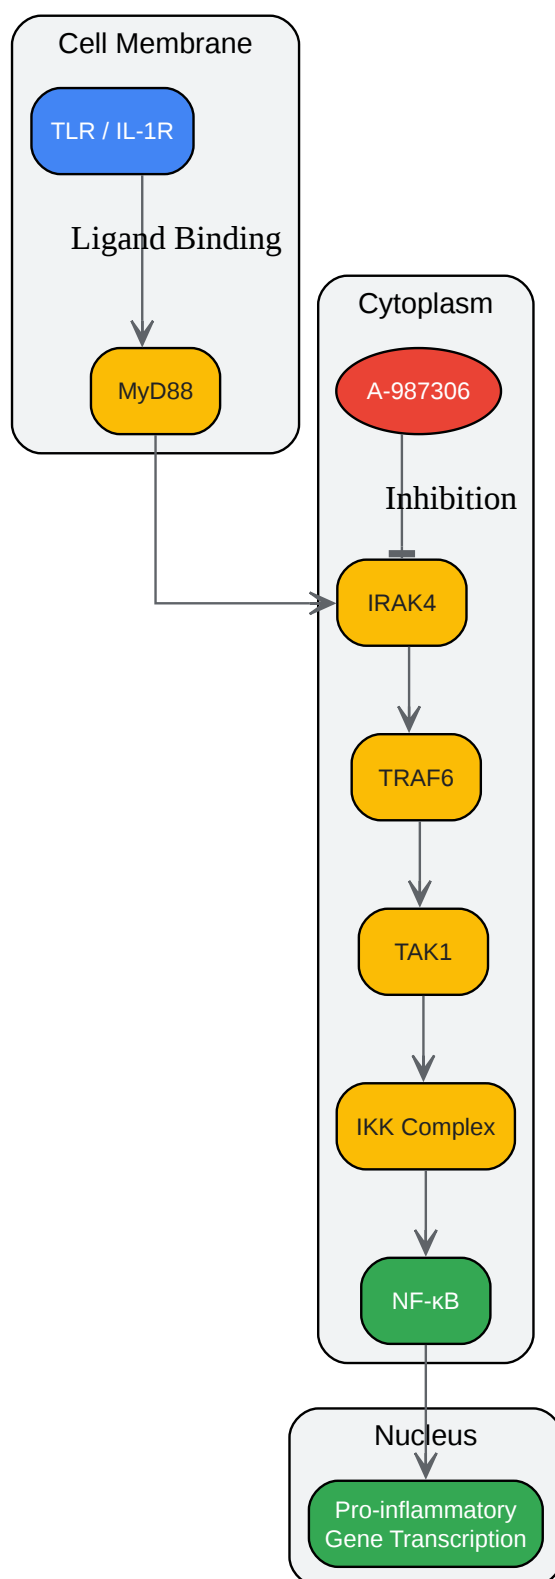 Cell Membrane
TLR / IL-1R
Ligand Binding
MyD88
Cytoplasm
A-987306
Inhibition
IRAK4
TRAF6
TAK1
IKK Complex
NF-κB
Nucleus
Pro-inflammatory
Gene Transcription